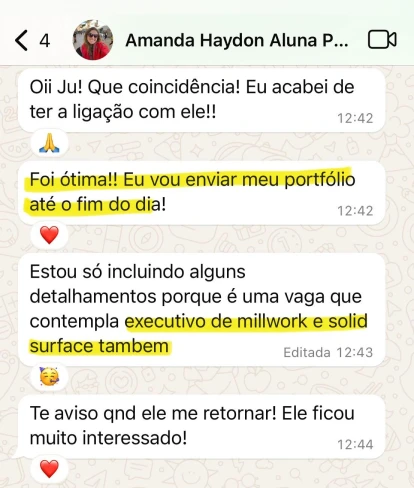 4
Amanda Haydon Aluna P...
Oii Ju! Que coincidência! Eu acabei de
ter a ligação com ele!!
12:42
Foi ótima!! Eu vou enviar meu portfólio
até o fim do dia!
12:42
Estou só incluindo alguns
detalhamentos porque é uma vaga que
contempla executivo de millwork e solid
surface tambem
Editada 12:43
Te aviso qnd ele me retornar! Ele ficou
muito interessado!
12:44